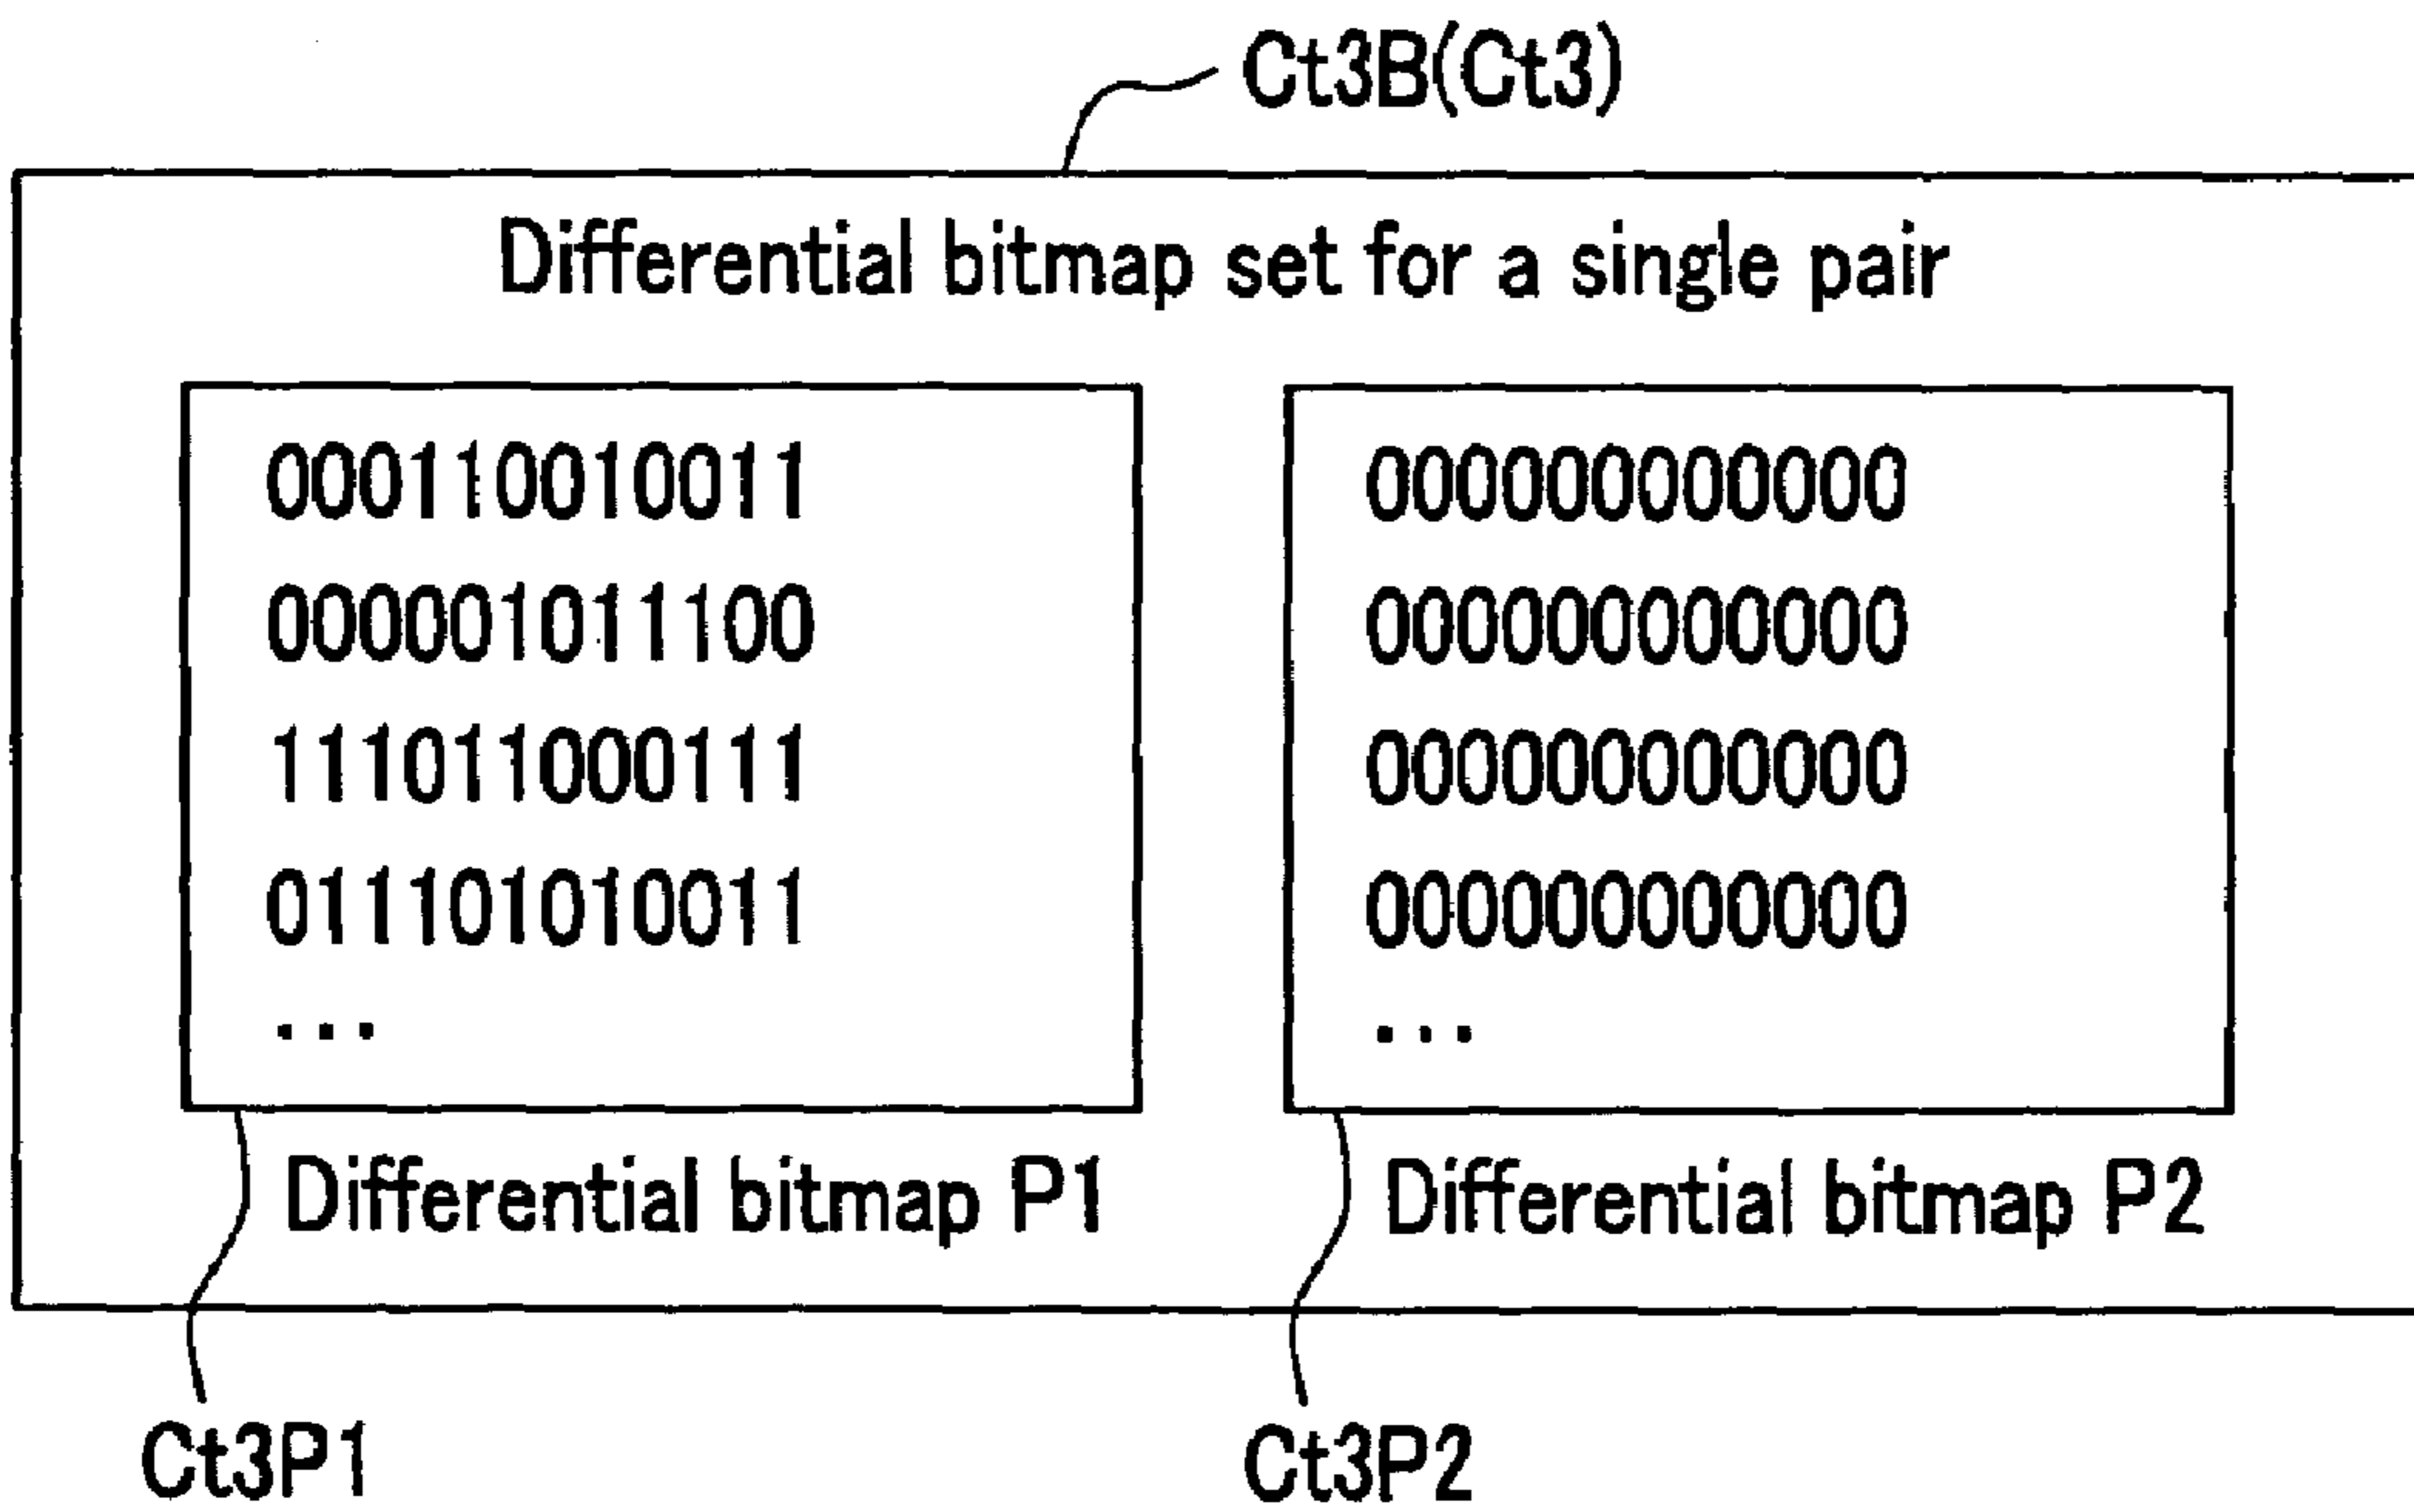 Ct3B(Ct3)
Differential bitmap set for a single pair
000110010011
000001011100
111011000111
011101010011
...
Differential bitmap P1
000000000000
000000000000
000000000000
000000000000
...
Differential bitmap P2
Ct3P1
Ct3P2